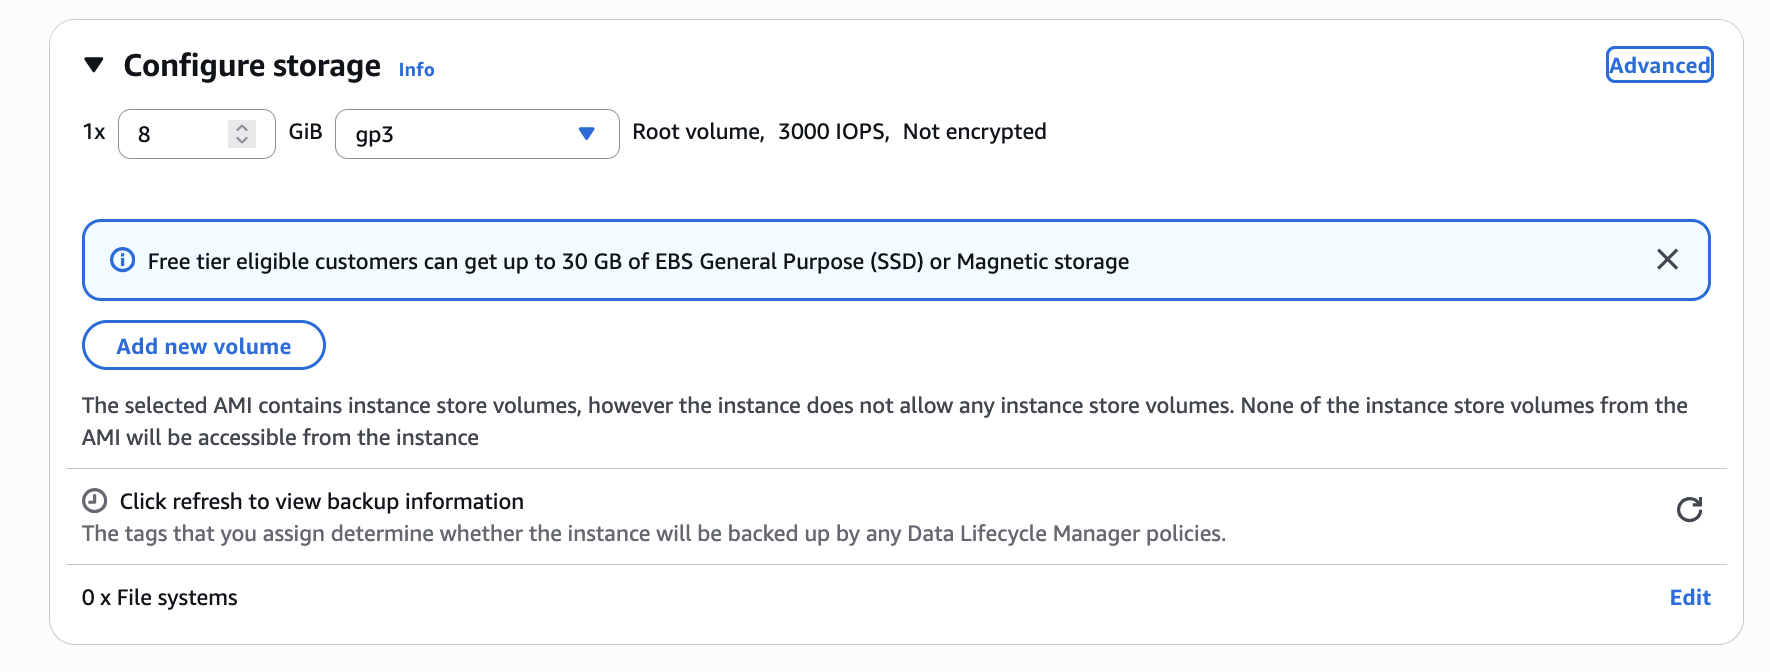 Configure storage Info Advanced
1x 8 GiB gp3 Root volume, 3000 IOPS, Not encrypted
Free tier eligible customers can get up to 30 GB of EBS General Purpose (SSD) or Magnetic storage
Add new volume
The selected AMI contains instance store volumes, however the instance does not allow any instance store volumes. None of the instance store volumes from the
AMI will be accessible from the instance
Click refresh to view backup information
The tags that you assign determine whether the instance will be backed up by any Data Lifecycle Manager policies.
0 x File systems Edit